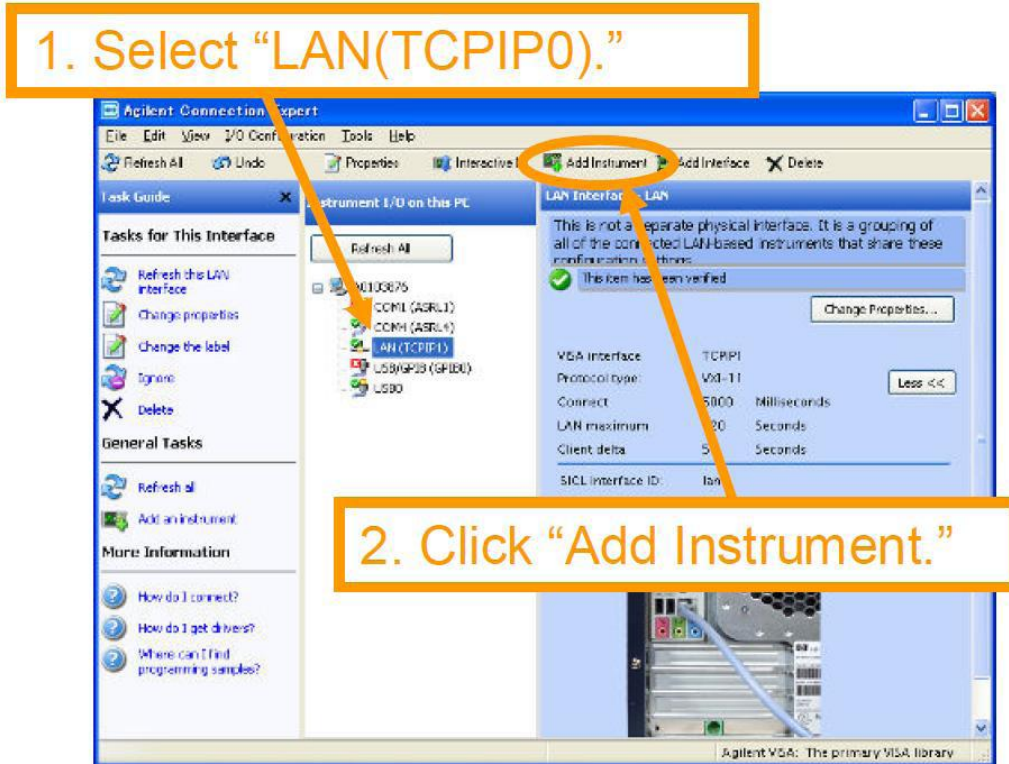 1. Select “LAN(TCPIP0).”
Agilent Connection Expert
File Edit View I/O Configuration Tools Help
Refresh All Undo Properties Interactive Add Instrument Add Interface Delete
Task Guide
Instrument I/O on this PC
LAN Interface - LAN
Tasks for This Interface
Refresh this LAN
interface
Change properties
Change the label
Ignore
Delete
General Tasks
Refresh all
Add an instrument
More Information
How do I connect?
How do I get drivers?
Where can I find
programming samples?
Refresh All
COM1 (ASRL1)
COM4 (ASRL4)
LAN (TCPIP1)
USB/GPIB (GPIB0)
USB0
This is not a separate physical interface. It is a grouping of
all of the connected LAN-based instruments that share these
configuration settings
This item has been verified
Change Properties...
VISA interface TCPIP1
Protocol type: VXI-11
Less <<
Connect 5000 Milliseconds
LAN maximum Seconds
Client delta Seconds
SICL interface ID: lan
2. Click “Add Instrument.”
Agilent VISA: The primary VISA library